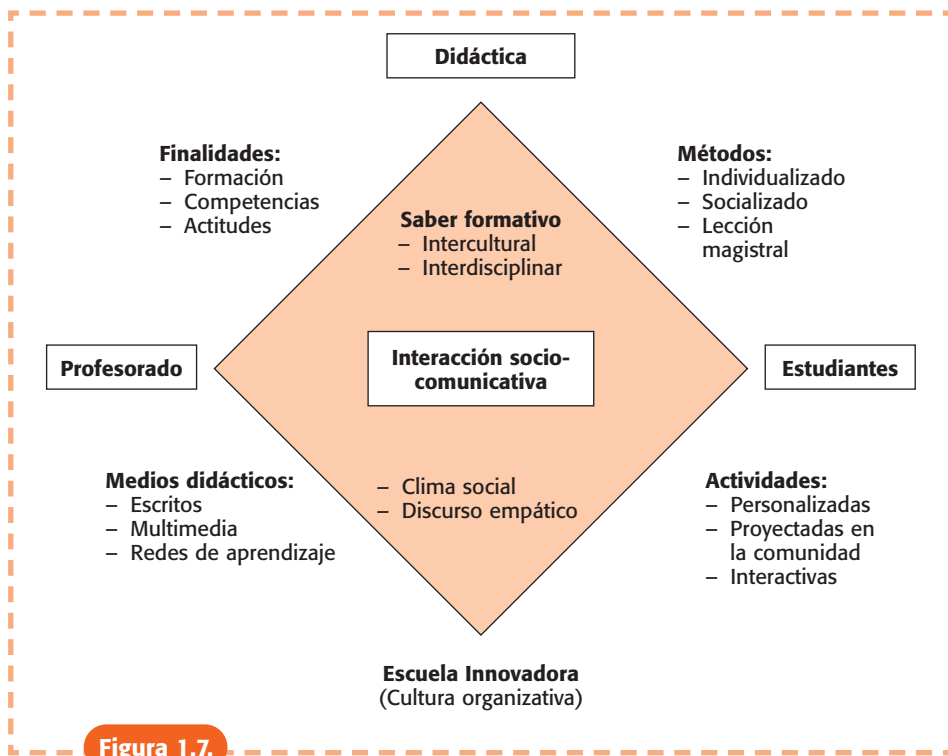 Didáctica
Finalidades:
– Formación
– Competencias
– Actitudes
Métodos:
– Individualizado
– Socializado
– Lección
magistral
Saber formativo
– Intercultural
– Interdisciplinar
Profesorado
Interacción socio-
comunicativa
Estudiantes
Medios didácticos:
– Escritos
– Multimedia
– Redes de aprendizaje
– Clima social
– Discurso empático
Actividades:
– Personalizadas
– Proyectadas en
la comunidad
– Interactivas
Escuela Innovadora
(Cultura organizativa)
Figura 1.7.